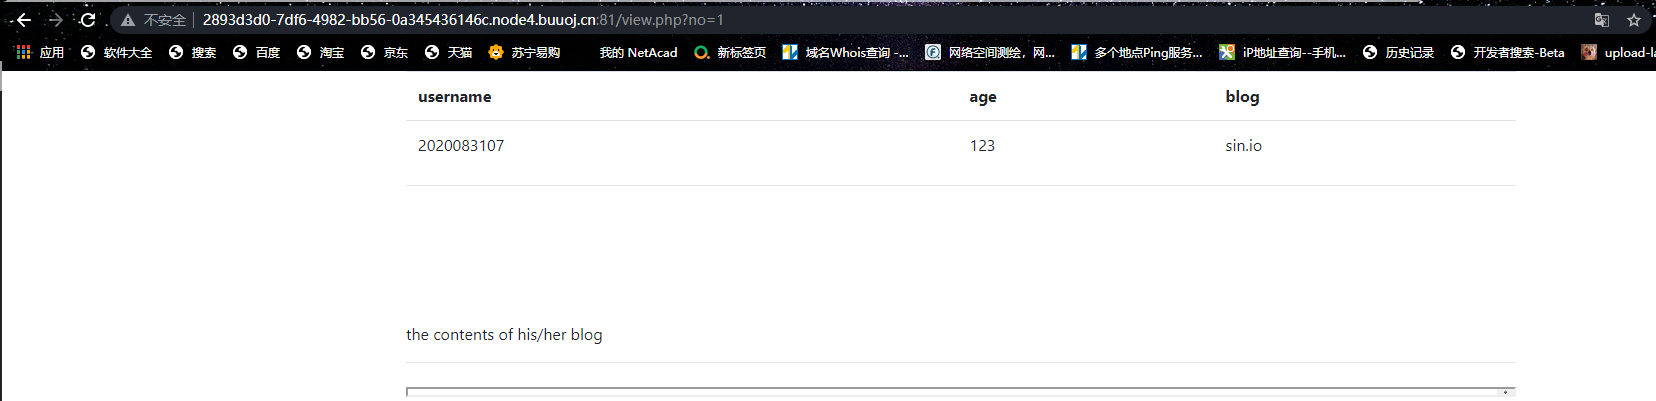 不安全 2893d3d0-7df6-4982-bb56-0a345436146c.node4.buuoj.cn:81/view.php?no=1
应用 软件大全 搜索 百度 淘宝 京东 天猫 苏宁易购 我的 NetAcad 新标签页 域名Whois查询 -... 网络空间测绘，网... 多个地点Ping服务... iP地址查询--手机... 历史记录 开发者搜索-Beta upload-la
username age blog
2020083107 123 sin.io
the contents of his/her blog